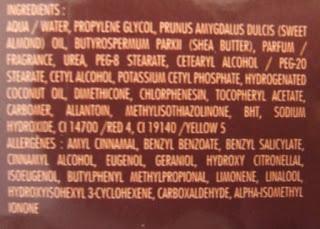 INGREDIENTS :
AQUA / WATER, PROPYLENE GLYCOL, PRUNUS AMYGDALUS DULCIS (SWEET
ALMOND) OIL, BUTYROSPERMUM PARKII (SHEA BUTTER), PARFUM /
FRAGRANCE, UREA, PEG-8 STEARATE, CETEARYL ALCOHOL / PEG-20
STEARATE, CETYL ALCOHOL, POTASSIUM CETYL PHOSPHATE, HYDROGENATED
COCONUT OIL, DIMETHICONE, CHLORPHENESIN, TOCOPHERYL ACETATE,
CARBOMER, ALLANTOIN, METHYLISOTHIAZOLINONE, BHT, SODIUM
HYDROXIDE, CI 14700 /RED 4, CI 19140 /YELLOW 5
ALLERGENES : AMYL CINNAMAL, BENZYL BENZOATE, BENZYL SALICYLATE,
CINNAMYL ALCOHOL, EUGENOL, GERANIOL, HYDROXY CITRONELLAL,
ISOEUGENOL, BUTYLPHENYL METHYLPROPIONAL, LIMONENE, LINALOOL,
HYDROXYISOHEXYL 3-CYCLOHEXENE, CARBOXALDEHYDE, ALPHA-ISOMETHYL
IONONE